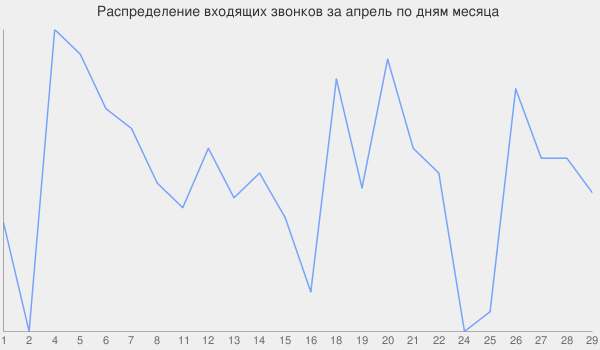 Распределение входящих звонков за апрель по дням месяца
1 2 4 5 6 7 8 11 12 13 14 15 16 18 19 20 21 22 24 25 26 27 28 29